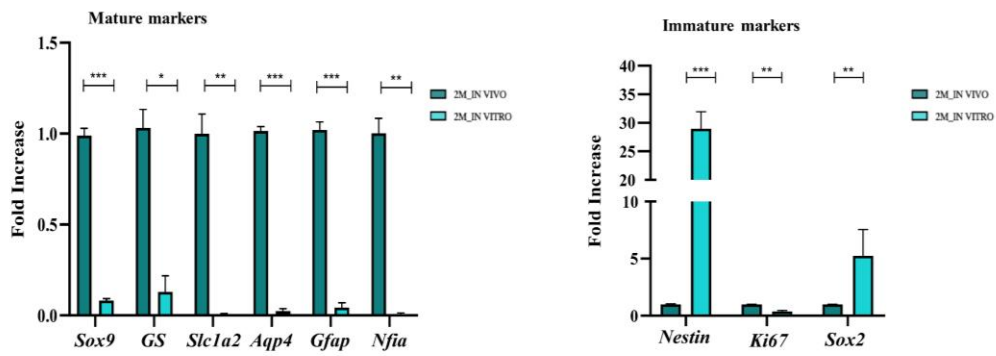 Mature markers
1.5
1.0
0.5
0.0
Fold Increase
*** * ** *** *** **
Sox9 GS Slc1a2 Aqp4 Gfap Nfia
2M_IN VIVO
2M_IN VITRO
Immature markers
40
35
30
25
20
10
5
0
Fold Increase
*** ** **
Nestin Ki67 Sox2
2M_IN VIVO
2M_IN VITRO